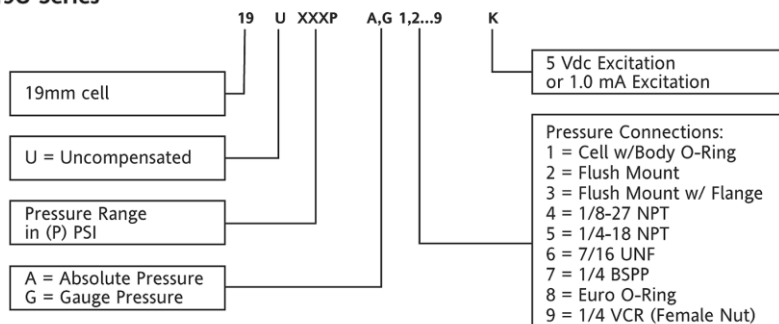 19 U XXXP A,G 1,2...9 K
5 Vdc Excitation
or 1.0 mA Excitation
19mm cell
U = Uncompensated
Pressure Range
in (P) PSI
A = Absolute Pressure
G = Gauge Pressure
Pressure Connections:
1 = Cell w/Body O-Ring
2 = Flush Mount
3 = Flush Mount w/ Flange
4 = 1/8-27 NPT
5 = 1/4-18 NPT
6 = 7/16 UNF
7 = 1/4 BSPP
8 = Euro O-Ring
9 = 1/4 VCR (Female Nut)